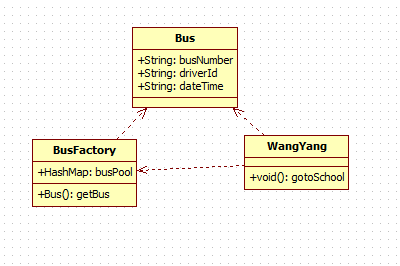 Bus
+String: busNumber
+String: driverId
+String: dateTime
BusFactory
+HashMap: busPool
+Bus(): getBus
WangYang
+void(): gotoSchool